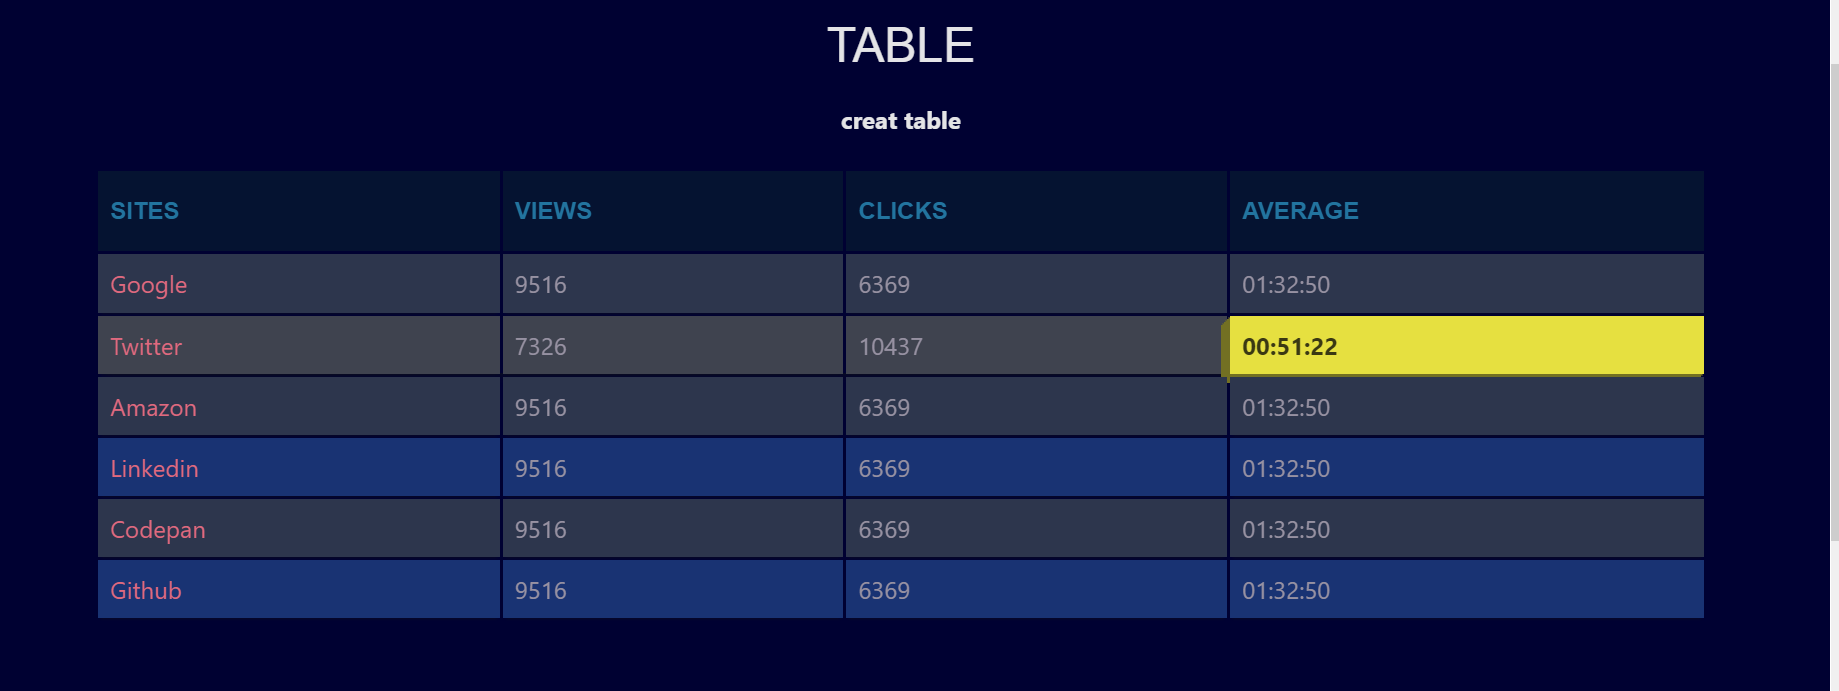 TABLE
creat table
SITES VIEWS CLICKS AVERAGE
Google 9516 6369 01:32:50
Twitter 7326 10437 00:51:22
Amazon 9516 6369 01:32:50
Linkedin 9516 6369 01:32:50
Codepan 9516 6369 01:32:50
Github 9516 6369 01:32:50